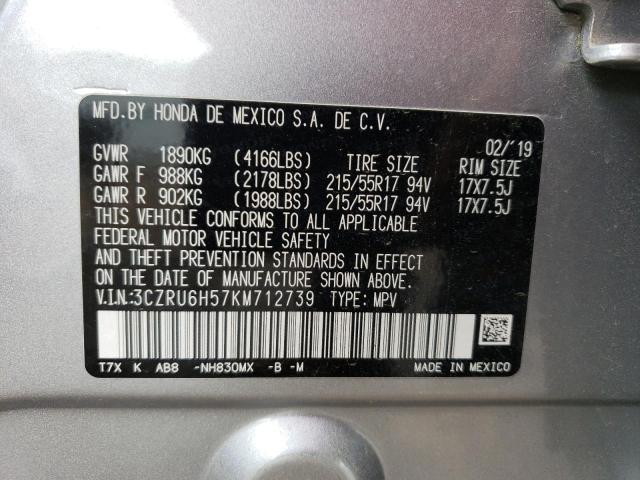 MFD.BY HONDA DE MEXICO S.A. DE C.V.
02/'19
GVWR 1890KG (4166LBS) TIRE SIZE RIM SIZE
GAWR F 988KG (2178LBS) 215/55R17 94V 17X7.5J
GAWR R 902KG (1988LBS) 215/55R17 94V 17X7.5J
THIS VEHICLE CONFORMS TO ALL APPLICABLE
FEDERAL MOTOR VEHICLE SAFETY
AND THEFT PREVENTION STANDARDS IN EFFECT
ON THE DATE OF MANUFACTURE SHOWN ABOVE.
V.I.N.:3CZRU6H57KM712739 TYPE: MPV
T7X K AB8 -NH830MX -B -M MADE IN MEXICO